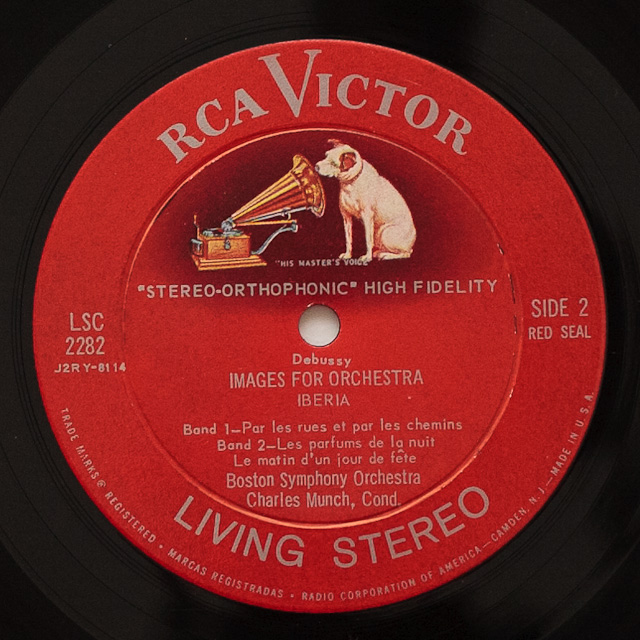 RCA VICTOR
"HIS MASTER'S VOICE"
"STEREO-ORTHOPHONIC" HIGH FIDELITY
LSC
2282
J2RY-8114
SIDE 2
RED SEAL
Debussy
IMAGES FOR ORCHESTRA
IBERIA
Band 1—Par les rues et par les chemins
Band 2—Les parfums de la nuit
Le matin d'un jour de fête
Boston Symphony Orchestra
Charles Munch, Cond.
LIVING STEREO
TRADE MARKS ® REGISTERED • MARCAS REGISTRADAS • RADIO CORPORATION OF AMERICA—CAMDEN, N.J.—MADE IN U.S.A.